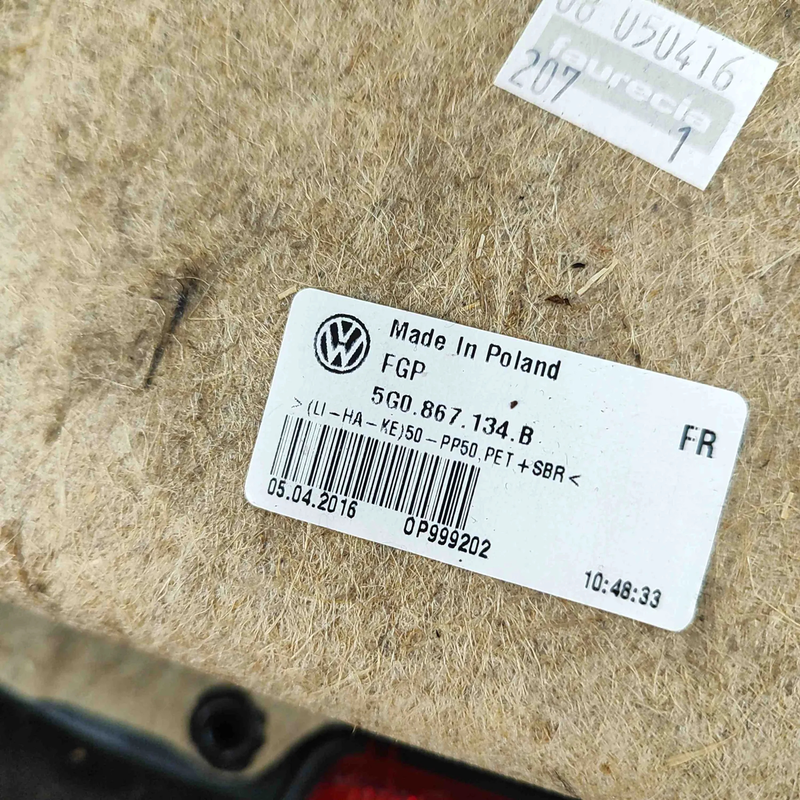 08 050416
faurecia
207
1
Made In Poland
FGP
5G0.867.134.B
FR
>(LI-HA-KE)50-PP50,PET+SBR<
05.04.2016 0P999202
10:48:33